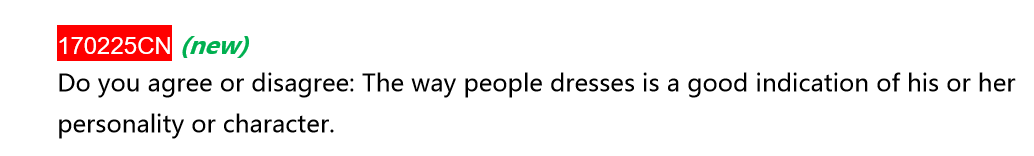 170225CN (new)
Do you agree or disagree: The way people dresses is a good indication of his or her
personality or character.